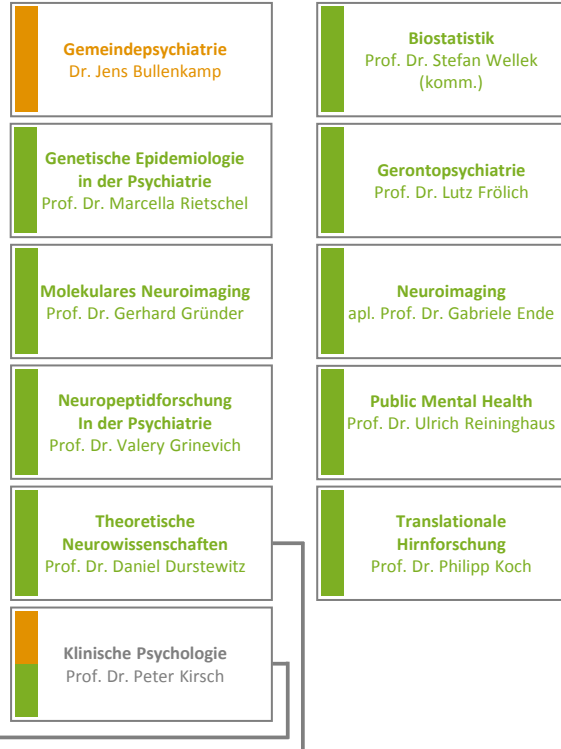 Gemeindepsychiatrie
Dr. Jens Bullenkamp
Biostatistik
Prof. Dr. Stefan Wellek
(komm.)
Genetische Epidemiologie
in der Psychiatrie
Prof. Dr. Marcella Rietschel
Gerontopsychiatrie
Prof. Dr. Lutz Frölich
Molekulares Neuroimaging
Prof. Dr. Gerhard Gründer
Neuroimaging
apl. Prof. Dr. Gabriele Ende
Neuropeptidforschung
In der Psychiatrie
Prof. Dr. Valery Grinevich
Public Mental Health
Prof. Dr. Ulrich Reininghaus
Theoretische
Neurowissenschaften
Prof. Dr. Daniel Durstewitz
Translationale
Hirnforschung
Prof. Dr. Philipp Koch
Klinische Psychologie
Prof. Dr. Peter Kirsch